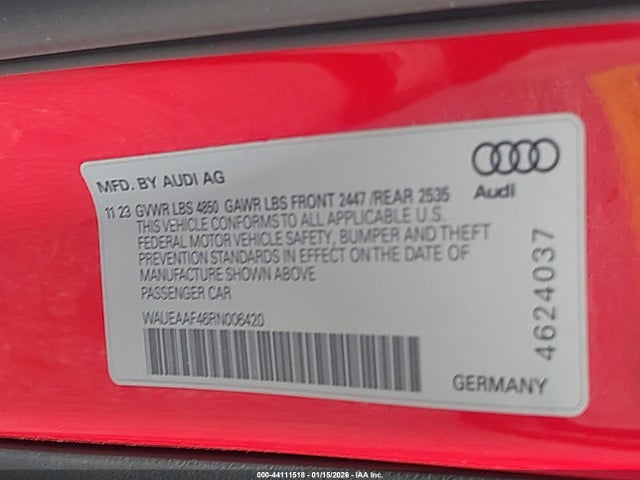 MFD. BY AUDI AG
Audi
11 23 GVWR LBS 4850 GAWR LBS FRONT 2447 /REAR 2535
THIS VEHICLE CONFORMS TO ALL APPLICABLE U.S.
FEDERAL MOTOR VEHICLE SAFETY, BUMPER AND THEFT
PREVENTION STANDARDS IN EFFECT ON THE DATE OF
MANUFACTURE SHOWN ABOVE
PASSENGER CAR
WAUEAAF46RN006420
4624037
GERMANY
000-44111518 - 01/15/2026 - IAA Inc.